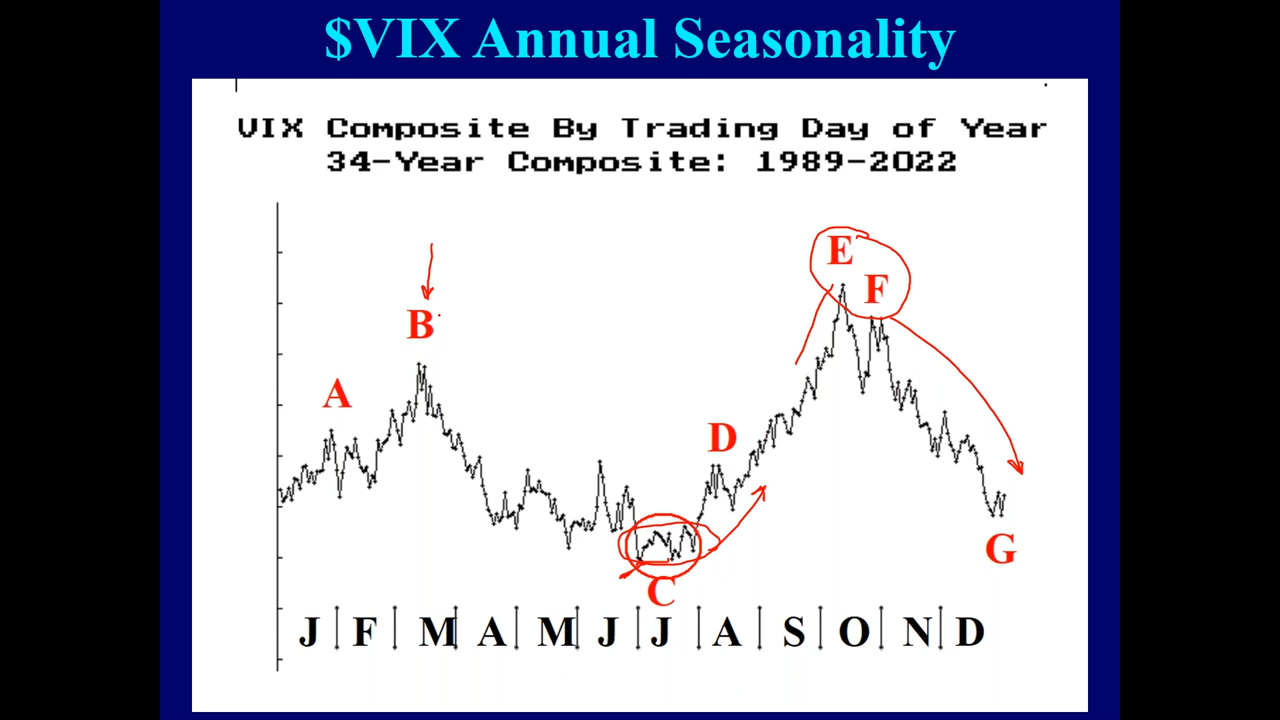 $VIX Annual Seasonality
VIX Composite By Trading Day of Year
34-Year Composite: 1989-2022
E
F
B
A
D
G
C
J F M A M J J A S O N D